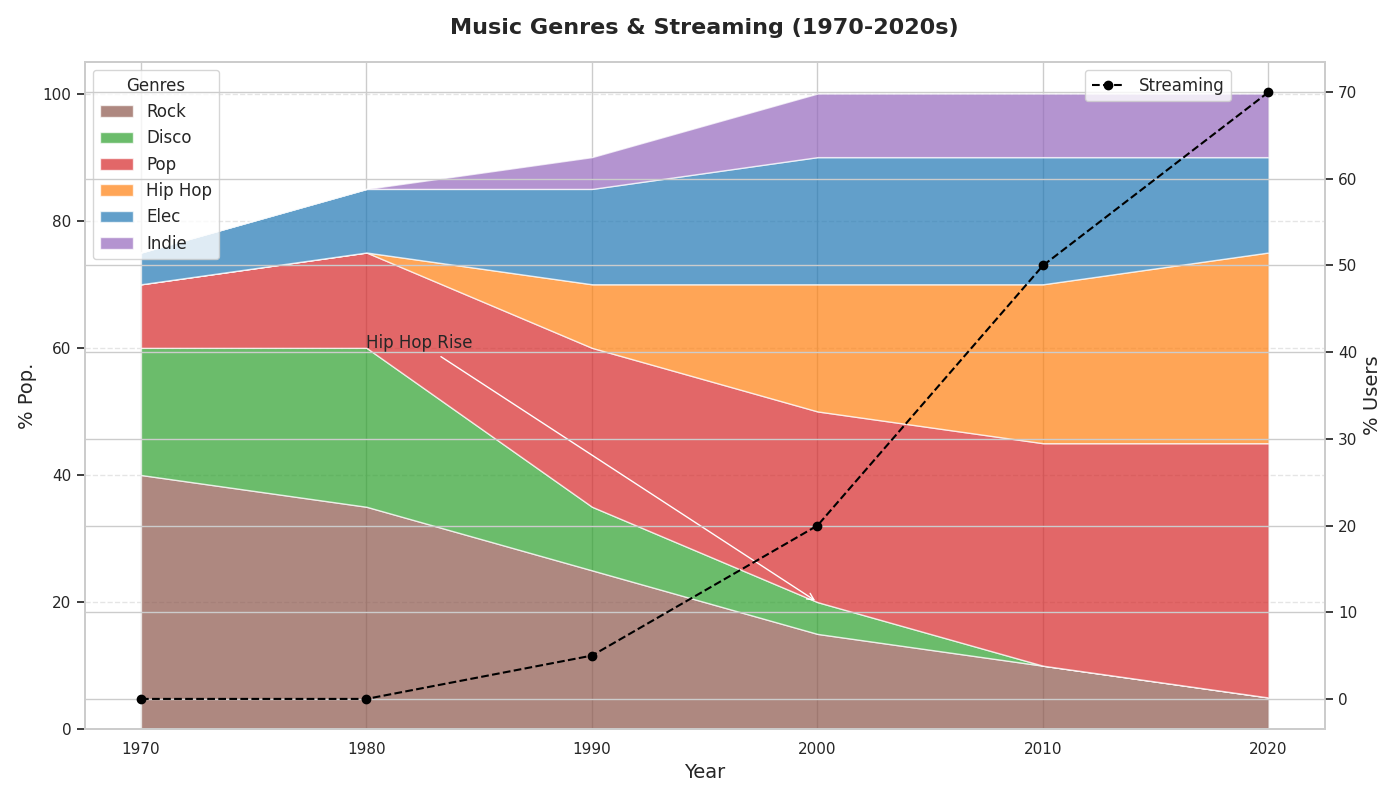 Music Genres & Streaming (1970-2020s)
Genres
Rock
Disco
Pop
Hip Hop
Elec
Indie
Streaming
Hip Hop Rise
% Pop.
100
80
60
40
20
0
% Users
70
60
50
40
30
20
10
0
1970 1980 1990 2000 2010 2020
Year